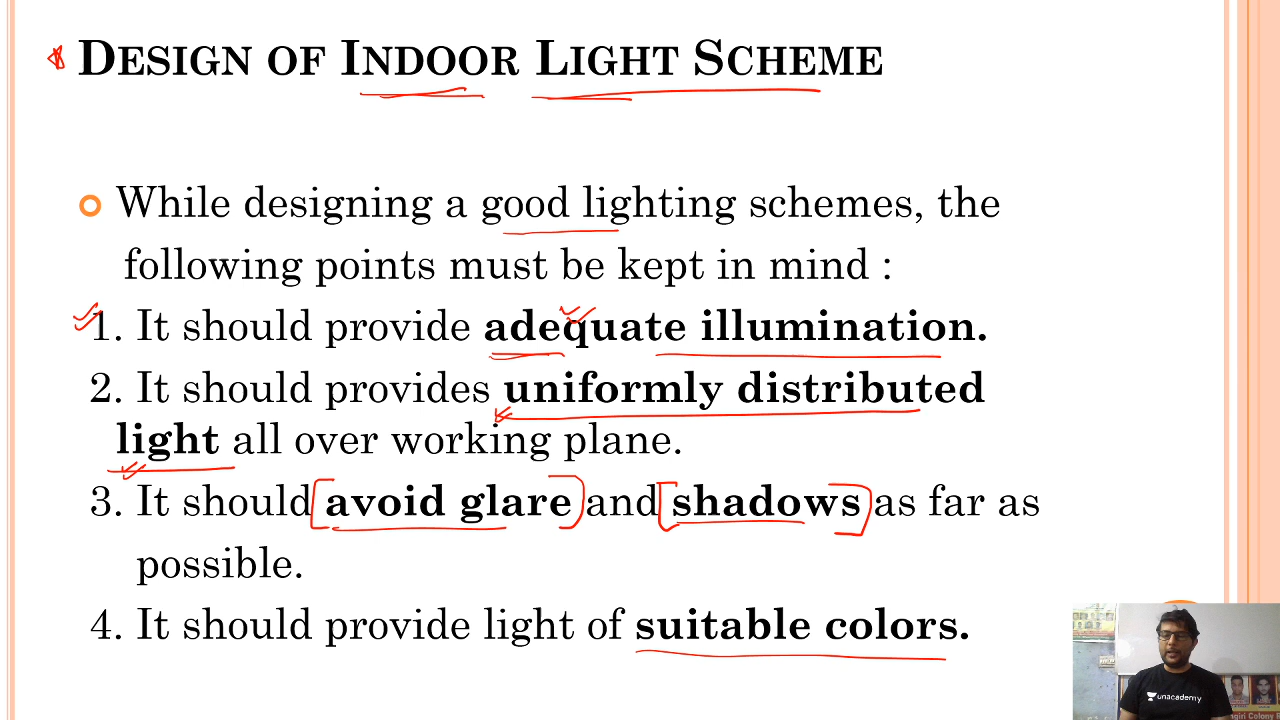 DESIGN OF INDOOR LIGHT SCHEME
While designing a good lighting schemes, the
following points must be kept in mind :
1. It should provide adequate illumination.
2. It should provides uniformly distributed
light all over working plane.
3. It should avoid glare and shadows as far as
possible.
4. It should provide light of suitable colors.
unacademy